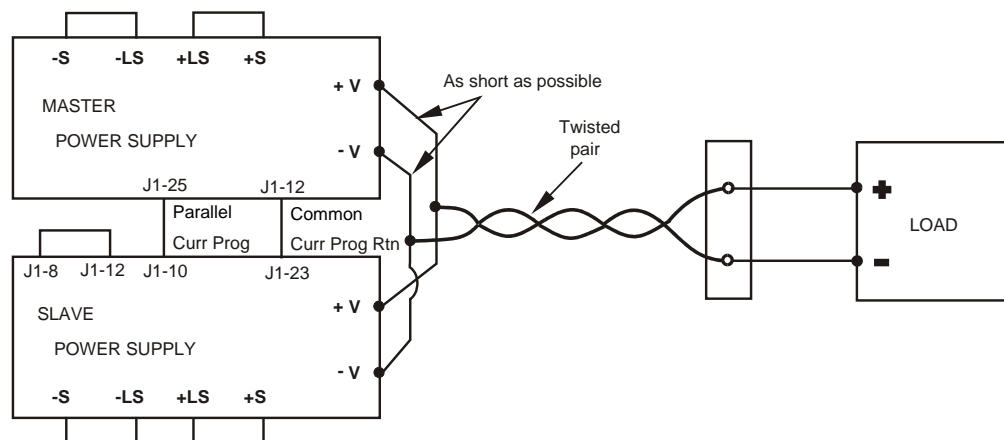 -S -LS +LS +S
MASTER
POWER SUPPLY
+ V
- V
As short as possible
Twisted
pair
J1-25 J1-12
Parallel Common
Curr Prog Curr Prog Rtn
J1-8 J1-12 J1-10 J1-23
SLAVE
POWER SUPPLY
+ V
- V
-S -LS +LS +S
+
LOAD
-